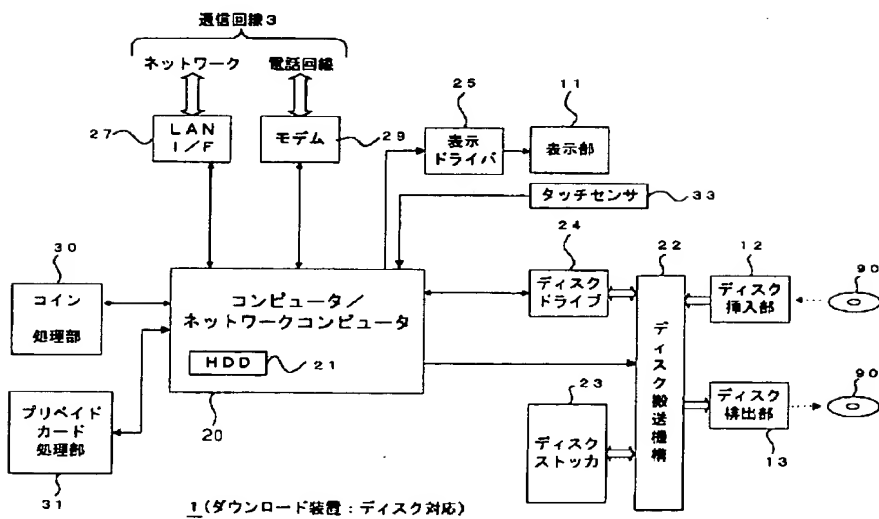 通信回線3
ネットワーク
電話回線
27
LAN
I/F
モデム
29
25
表示
ドライバ
11
表示部
タッチセンサ
33
30
コイン
処理部
コンピュータ/
ネットワークコンピュータ
HDD
21
20
プリペイド
カード
処理部
31
24
ディスク
ドライブ
22
ディスク搬送機構
12
ディスク
挿入部
90
23
ディスク
ストッカ
ディスク
排出部
13
90
1(ダウンロード装置:ディスク対応)